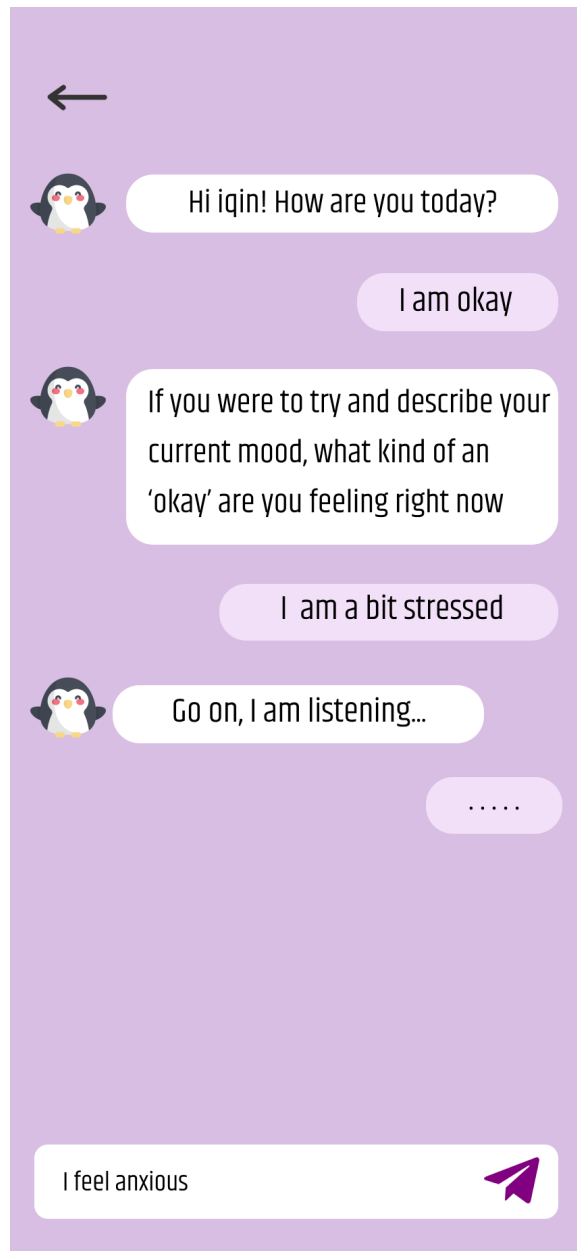 Hi iqin! How are you today?
I am okay
If you were to try and describe your
current mood, what kind of an
‘okay’ are you feeling right now
I  am a bit stressed
Go on, I am listening...
. . . . .
I feel anxious